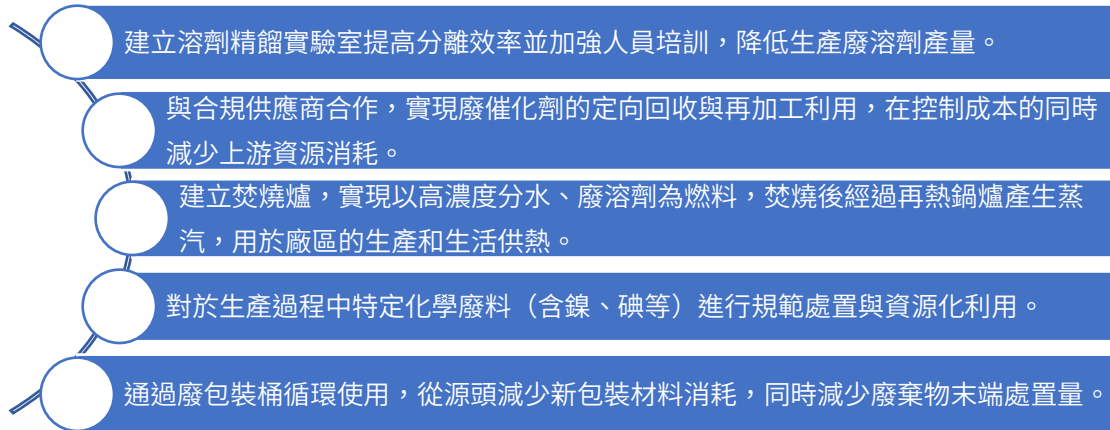 建立溶劑精餾實驗室提高分離效率並加強人員培訓，降低生產廢溶劑產量。
與合規供應商合作，實現廢催化劑的定向回收與再加工利用，在控制成本的同時
減少上游資源消耗。
建立焚燒爐，實現以高濃度分水、廢溶劑為燃料，焚燒後經過再熱鍋爐產生蒸
汽，用於廠區的生產和生活供熱。
對於生產過程中特定化學廢料（含鎳、碘等）進行規範處置與資源化利用。
通過廢包裝桶循環使用，從源頭減少新包裝材料消耗，同時減少廢棄物末端處置量。